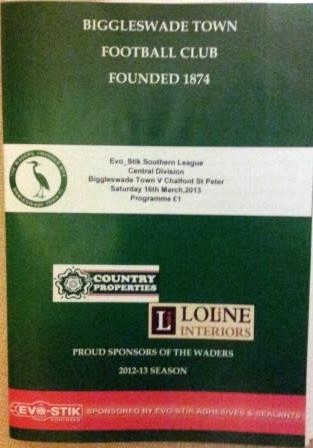 BIGGLESWADE TOWN
FOOTBALL CLUB
FOUNDED 1874
Evo_Stik Southern League
Central Division
Biggleswade Town V Chalfont St Peter
Saturday 16th March,2013
Programme £1
COUNTRY
PROPERTIES
LI
LOLINE
INTERIORS
PROUD SPONSORS OF THE WADERS
2012-13 SEASON
EVO-STIK
SPONSORED BY EVO-STIK ADHESIVES & SEALANTS